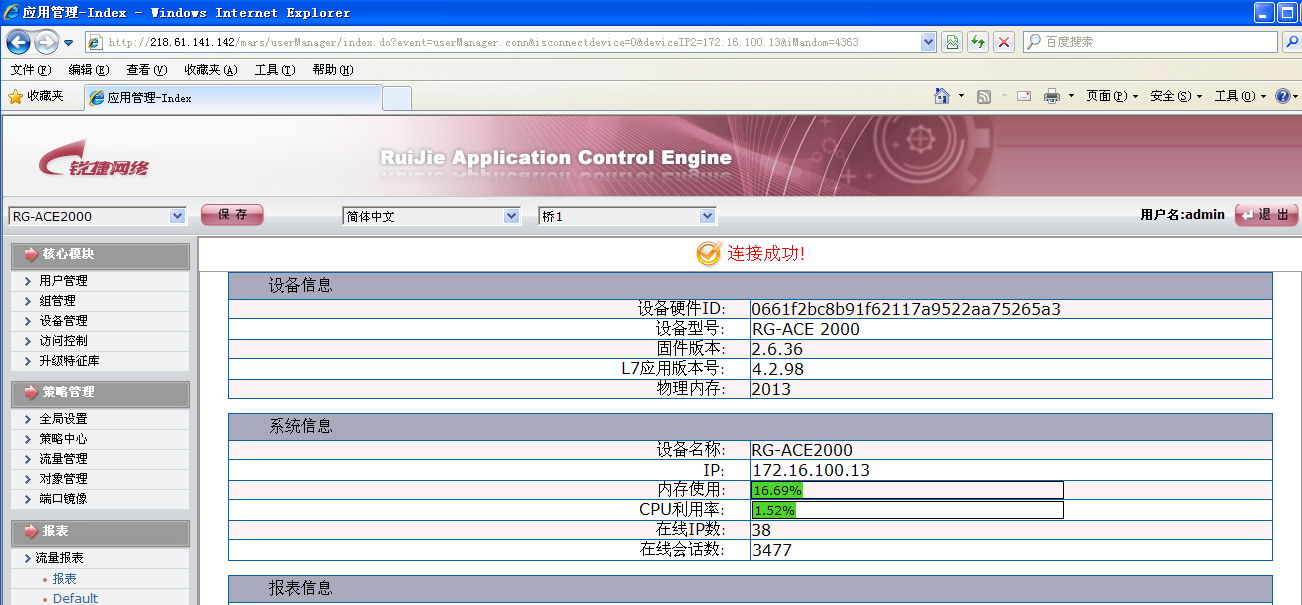 应用管理-Index - Windows Internet Explorer
http://218.61.141.142/mars/userManager/index.do?event=userManager.conn&isconnectdevice=0&deviceIP2=172.16.100.13&iMandom=4363
百度搜索
文件(F) 编辑(E) 查看(V) 收藏夹(A) 工具(T) 帮助(H)
收藏夹 应用管理-Index 页面(P) 安全(S) 工具(O)
锐捷网络
RuiJie Application Control Engine
RG-ACE2000 保 存 简体中文 桥1 用户名:admin 退 出
连接成功!
核心模块
用户管理
组管理
设备管理
访问控制
升级特征库
策略管理
全局设置
策略中心
流量管理
对象管理
端口镜像
报表
流量报表
报表
Default
设备信息
设备硬件ID: 0661f2bc8b91f62117a9522aa75265a3
设备型号: RG-ACE 2000
固件版本: 2.6.36
L7应用版本号: 4.2.98
物理内存: 2013
系统信息
设备名称: RG-ACE2000
IP: 172.16.100.13
内存使用: 16.69%
CPU利用率: 1.52%
在线IP数: 38
在线会话数: 3477
报表信息